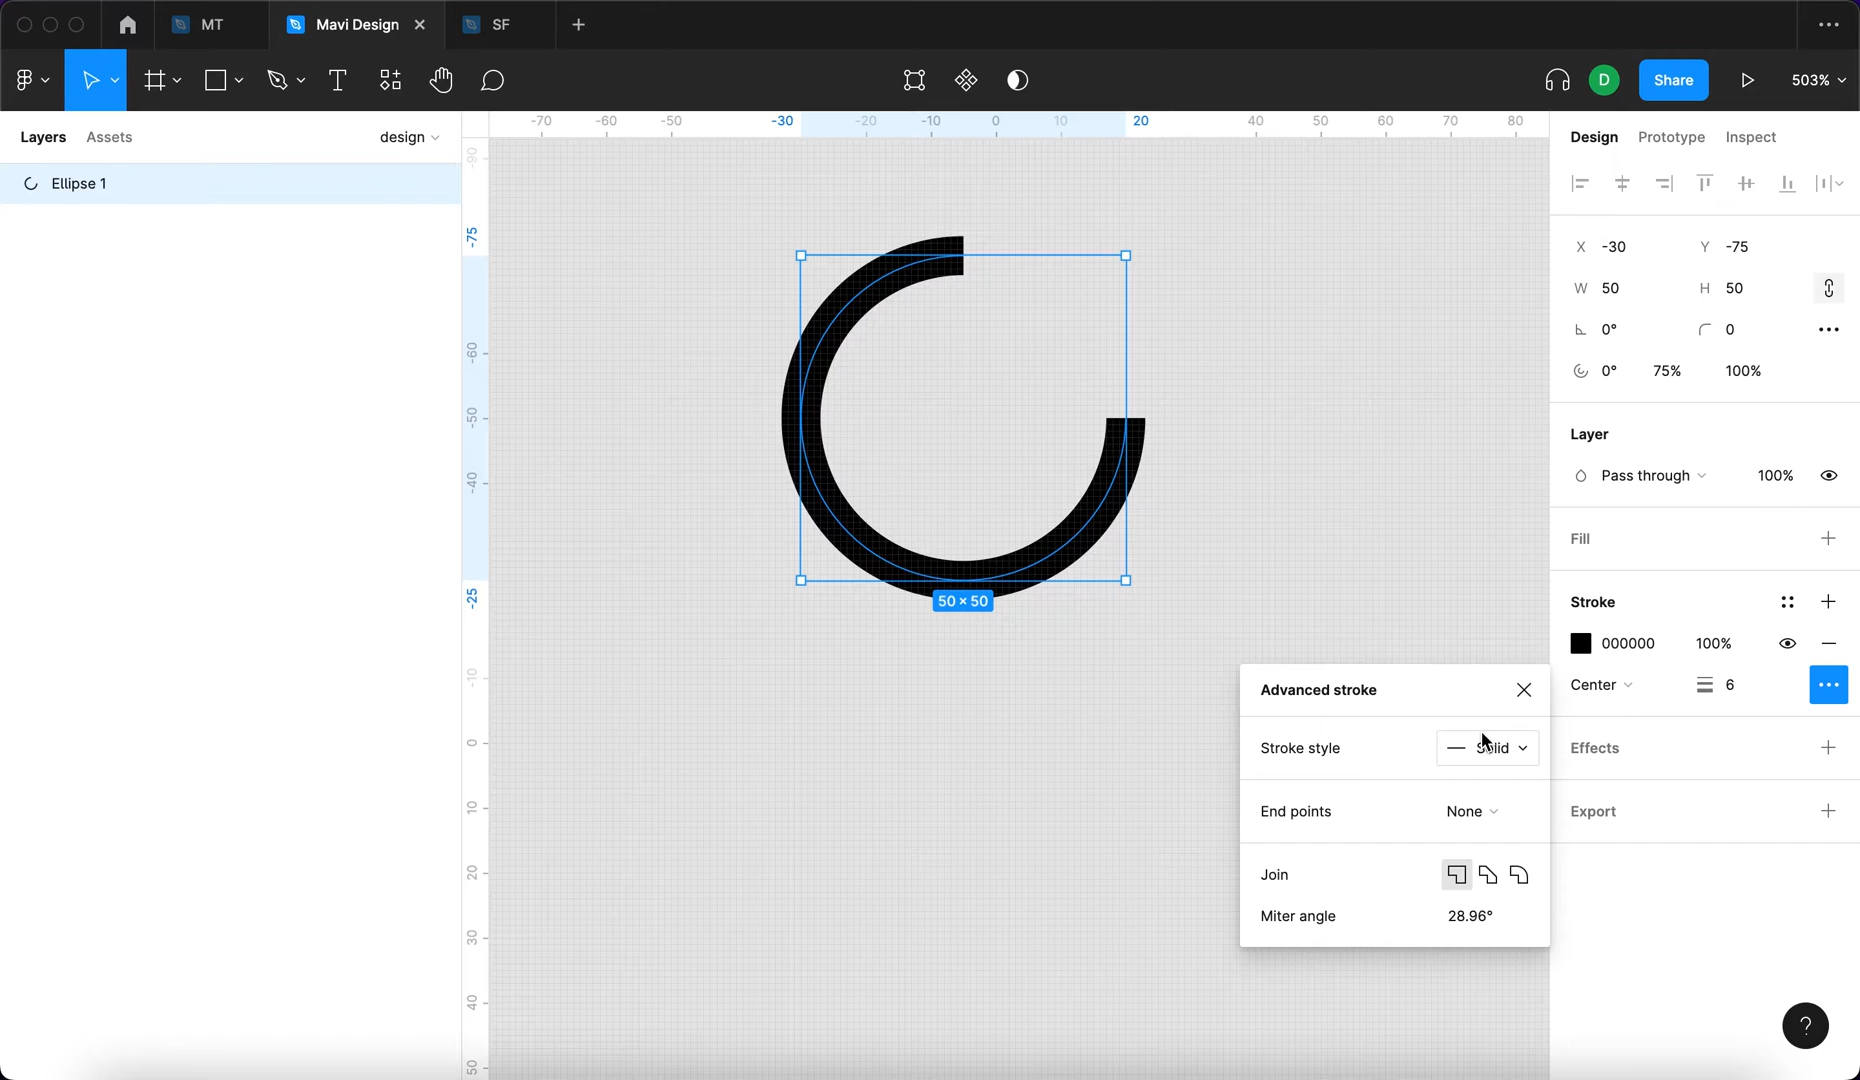 MT
Mavi Design
SF
D
Share
503%
Layers
Assets
design
-70 -60 -50 -30 -20 -10 0 10 20 40 50 60 70 80
Design
Prototype
Inspect
Ellipse 1
-90
-75
-60
-50
-40
-25
-10
0
10
20
30
40
50
50 × 50
X -30
Y -75
W 50
H 50
0°
0
0° 75% 100%
Layer
Pass through 100%
Fill
Stroke
000000 100%
Center 6
Effects
Export
Advanced stroke
Stroke style Solid
End points None
Join
Miter angle 28.96°
?